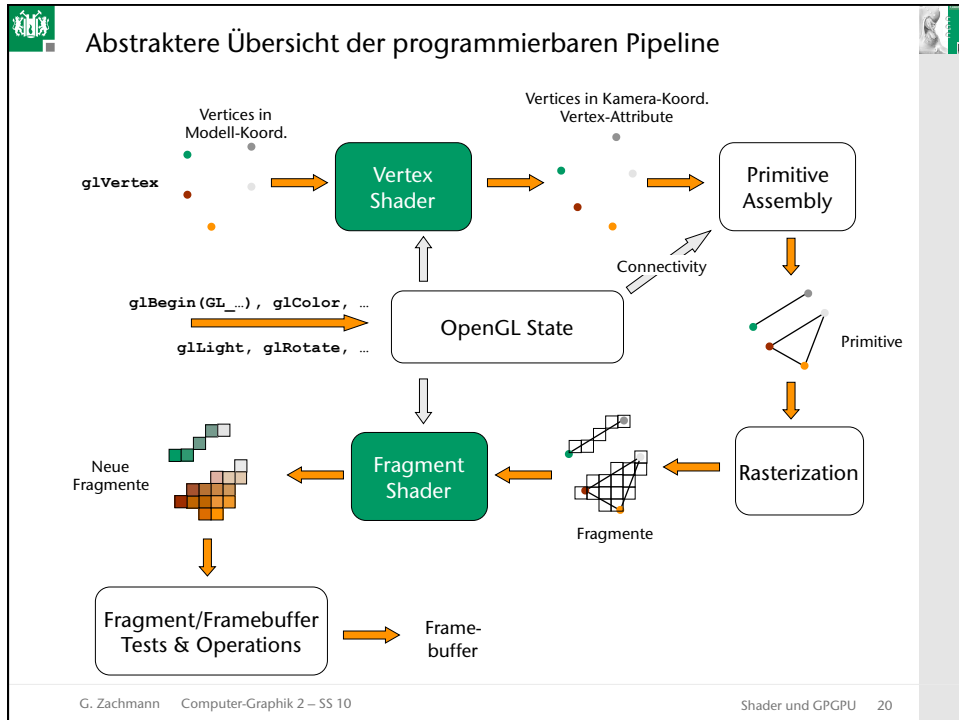 Abstraktere Übersicht der programmierbaren Pipeline
Vertices in
Modell-Koord.
Vertices in Kamera-Koord.
Vertex-Attribute
glVertex
Vertex
Shader
Primitive
Assembly
Connectivity
glBegin(GL_…), glColor, …
glLight, glRotate, …
OpenGL State
Primitive
Neue
Fragmente
Fragment
Shader
Fragmente
Rasterization
Fragment/Framebuffer
Tests & Operations
Frame-
buffer
G. Zachmann Computer-Graphik 2 – SS 10
Shader und GPGPU 20